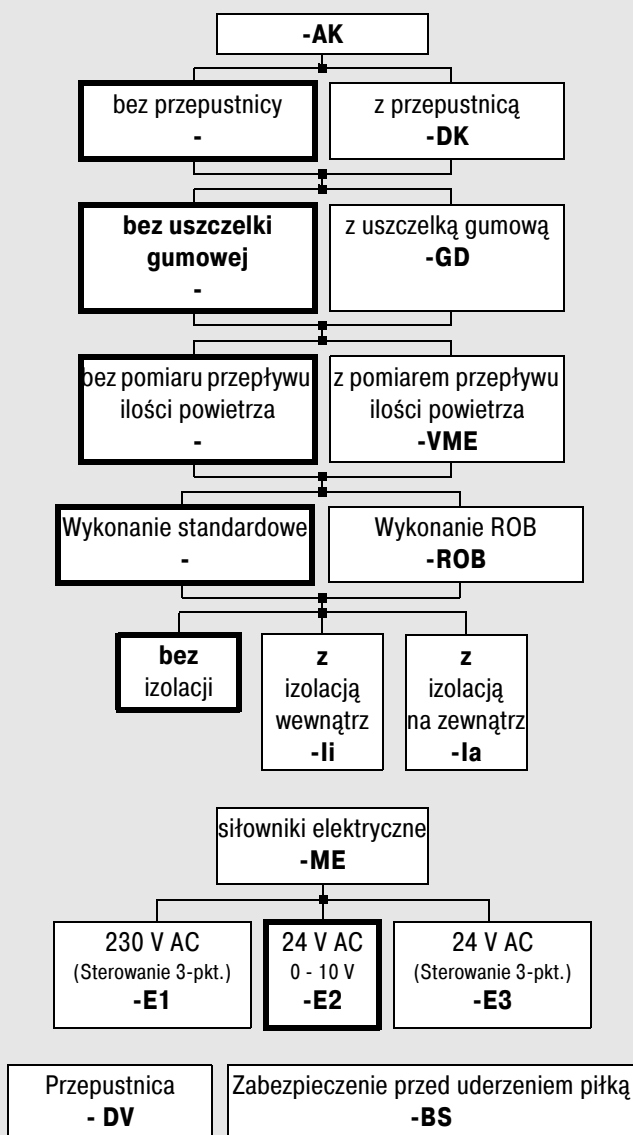 -AK
bez przepustnicy
-
z przepustnicą
-DK
bez uszczelki
gumowej
-
z uszczelką gumową
-GD
bez pomiaru przepływu
ilości powietrza
-
z pomiarem przepływu
ilości powietrza
-VME
Wykonanie standardowe
-
Wykonanie ROB
-ROB
bez
izolacji
z
izolacją
wewnątrz
-Ii
z
izolacją
na zewnątrz
-Ia
siłowniki elektryczne
-ME
230 V AC
(Sterowanie 3-pkt.)
-E1
24 V AC
0 - 10 V
-E2
24 V AC
(Sterowanie 3-pkt.)
-E3
Przepustnica
- DV
Zabezpieczenie przed uderzeniem piłką
-BS